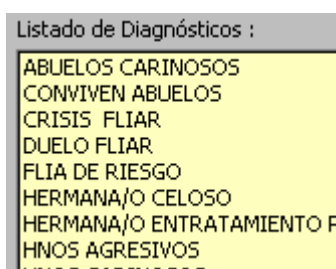 Listado de Diagnósticos :
ABUELOS CARINOSOS
CONVIVEN ABUELOS
CRISIS FLIAR
DUELO FLIAR
FLIA DE RIESGO
HERMANA/O CELOSO
HERMANA/O ENTRATAMIENTO
HNOS AGRESIVOS